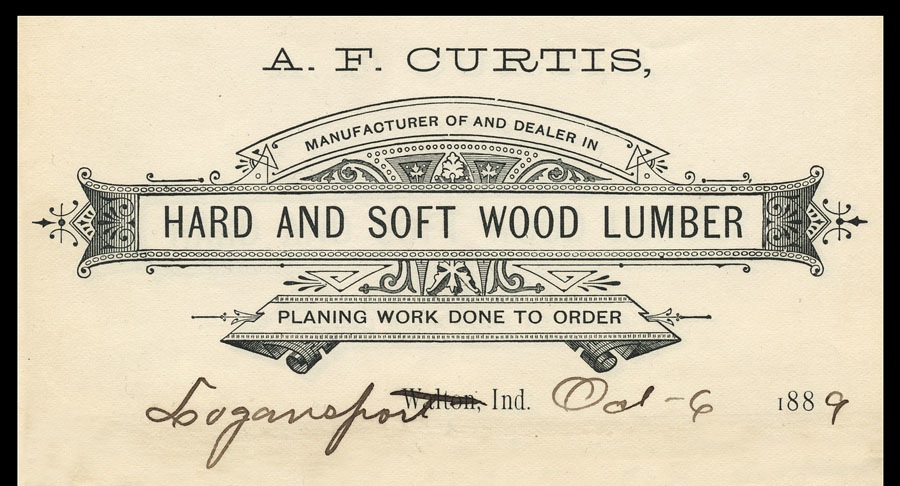 A. F. CURTIS,
MANUFACTURER OF AND DEALER IN
HARD AND SOFT WOOD LUMBER
PLANING WORK DONE TO ORDER
Logansport Walton, Ind. Oct - 6 1889